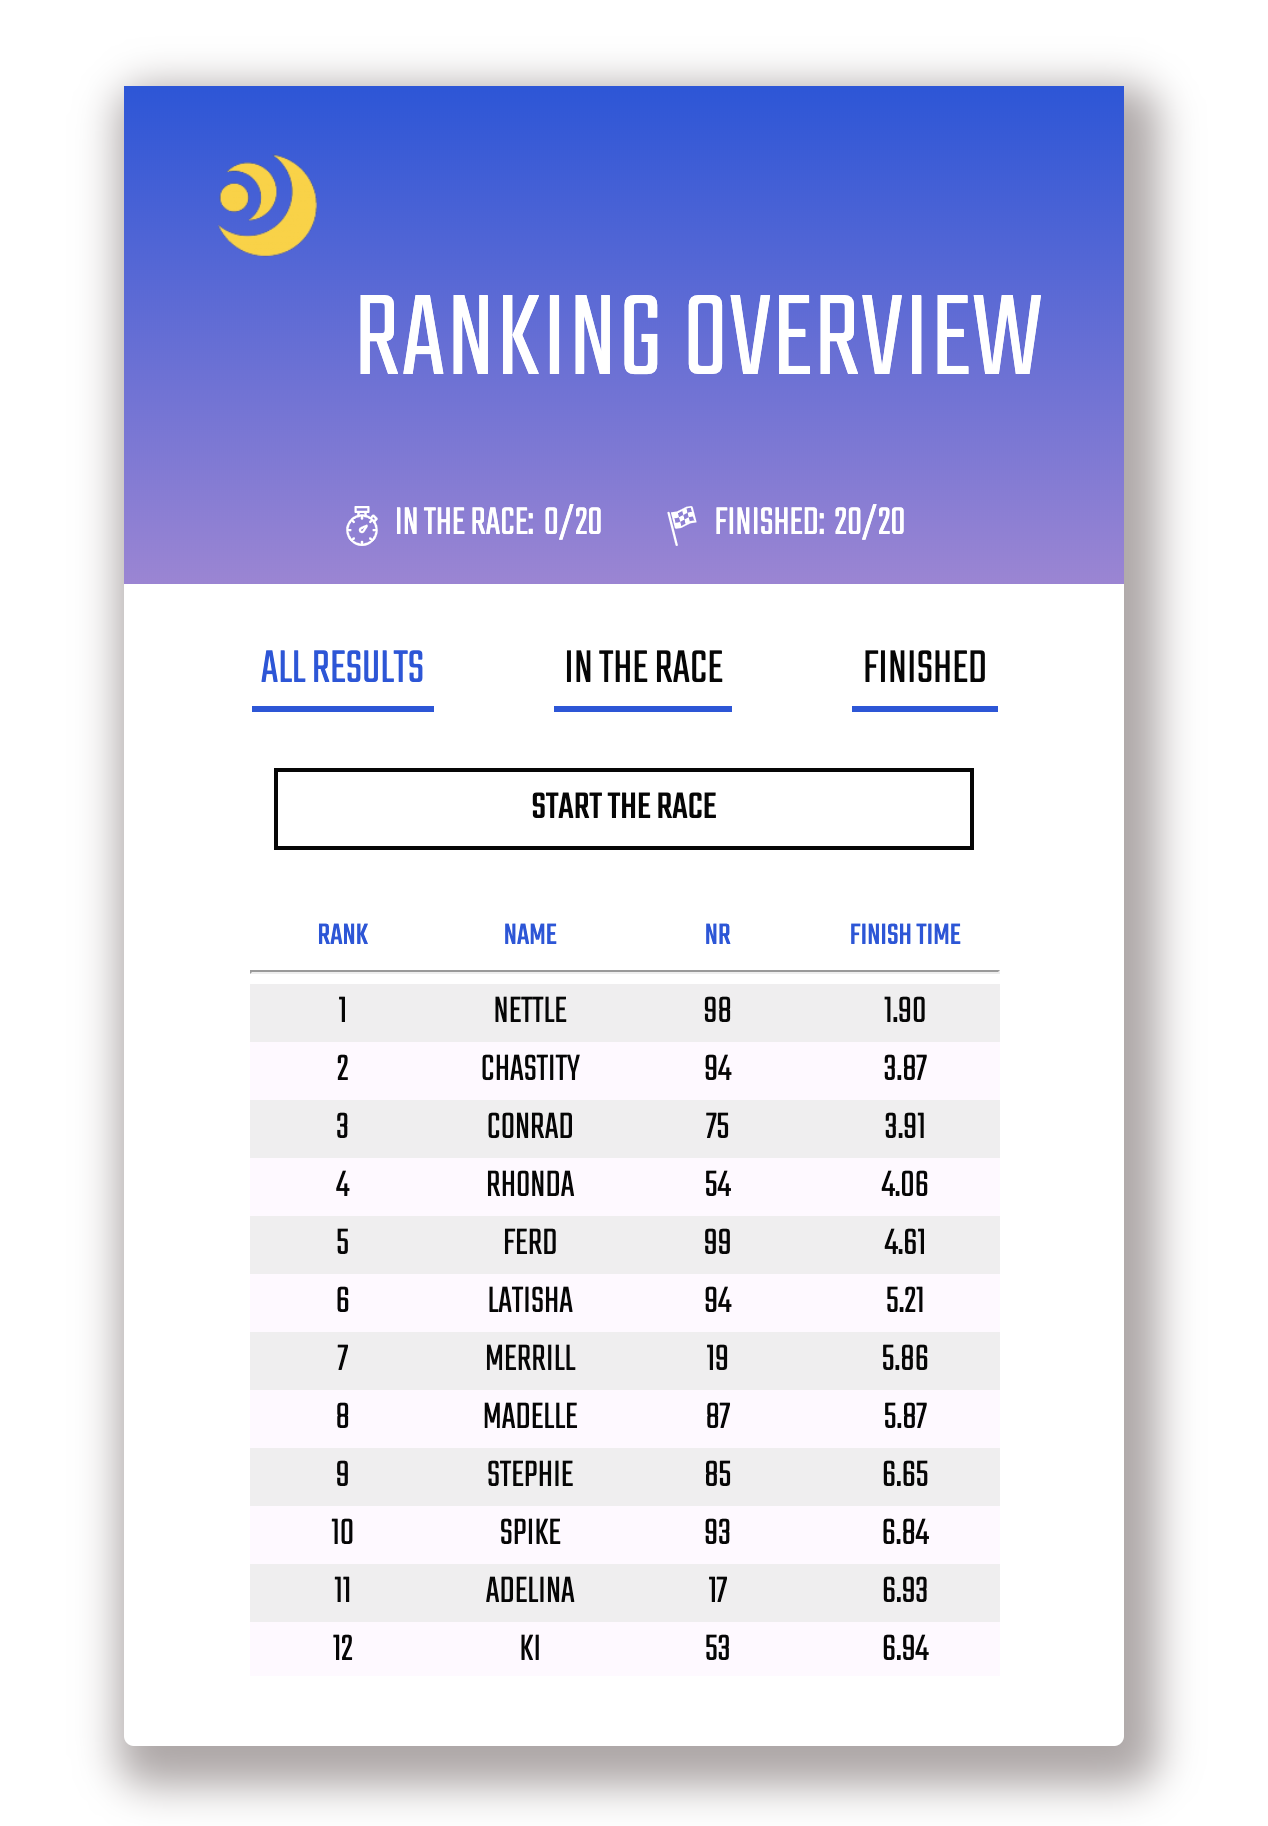 RANKING OVERVIEW
IN THE RACE: 0/20 FINISHED: 20/20
ALL RESULTS IN THE RACE FINISHED
START THE RACE
RANK NAME NR FINISH TIME
1 NETTLE 98 1.90
2 CHASTITY 94 3.87
3 CONRAD 75 3.91
4 RHONDA 54 4.06
5 FERD 99 4.61
6 LATISHA 94 5.21
7 MERRILL 19 5.86
8 MADELLE 87 5.87
9 STEPHIE 85 6.65
10 SPIKE 93 6.84
11 ADELINA 17 6.93
12 KI 53 6.94